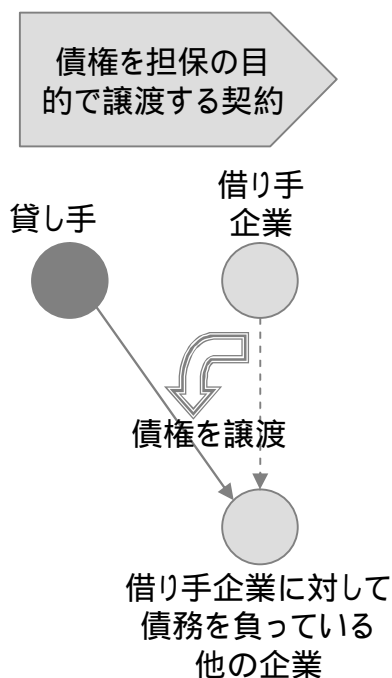 債権を担保の目
的で譲渡する契約
貸し手
借り手
企業
債権を譲渡
借り手企業に対して
債務を負っている
他の企業